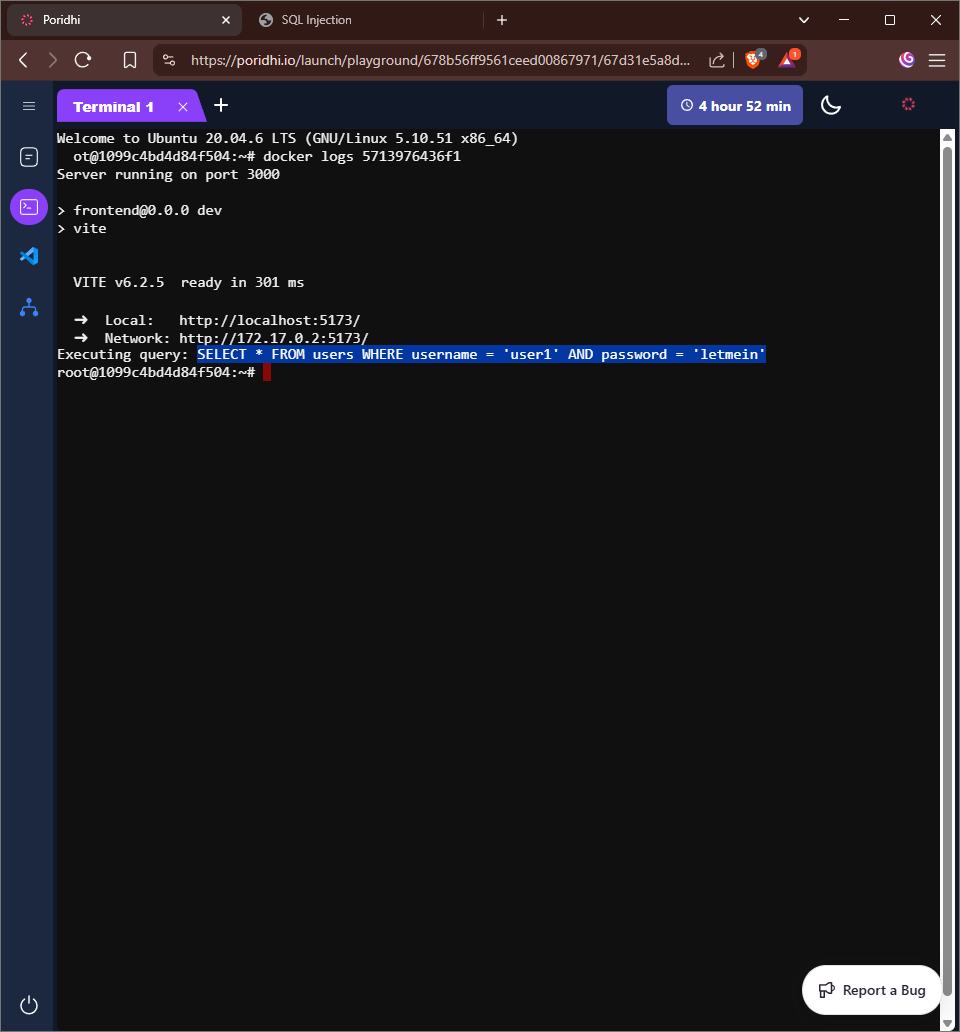 Poridhi
SQL Injection
https://poridhi.io/launch/playground/678b56ff9561ceed00867971/67d31e5a8d...
4
1
Terminal 1
4 hour 52 min
Welcome to Ubuntu 20.04.6 LTS (GNU/Linux 5.10.51 x86_64)
ot@1099c4bd4d84f504:~# docker logs 5713976436f1
Server running on port 3000
> frontend@0.0.0 dev
> vite
VITE v6.2.5 ready in 301 ms
➜ Local: http://localhost:5173/
➜ Network: http://172.17.0.2:5173/
Executing query: SELECT * FROM users WHERE username = 'user1' AND password = 'letmein'
root@1099c4bd4d84f504:~#
Report a Bug